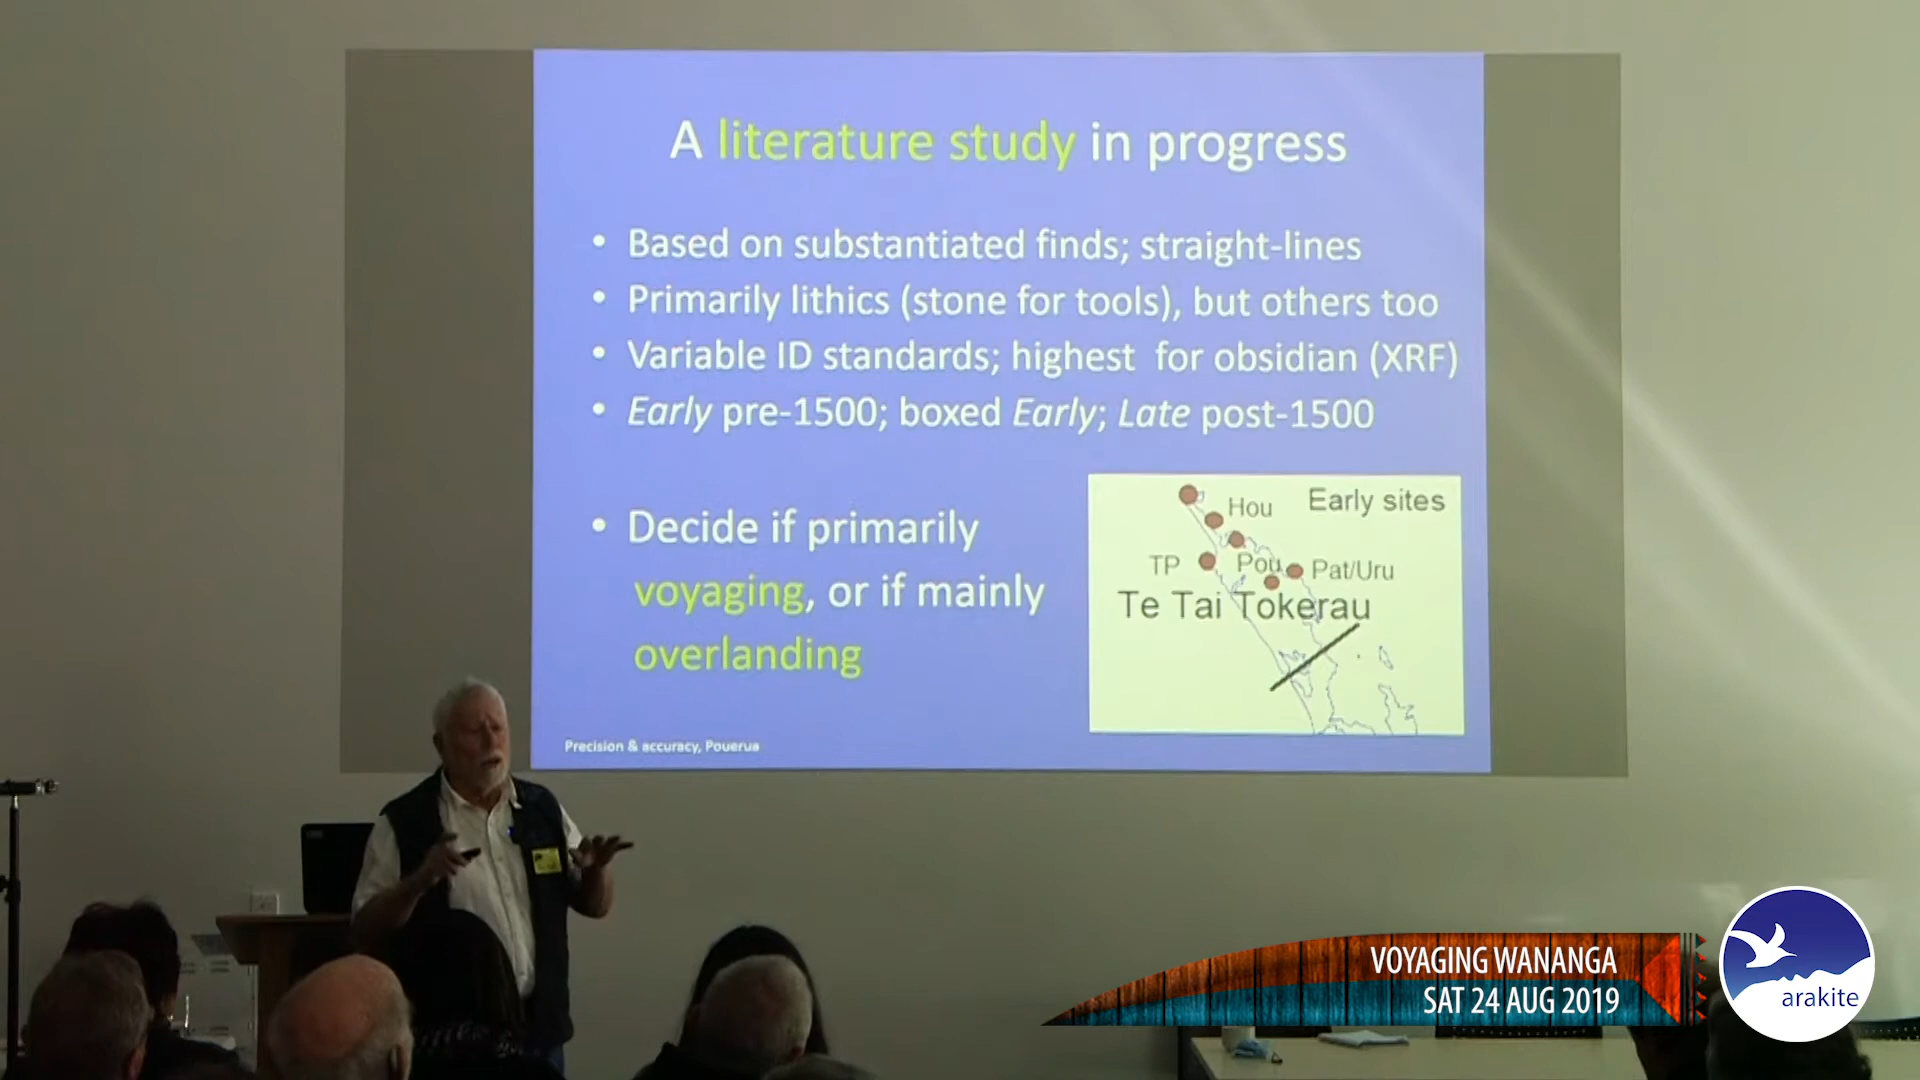 A literature study in progress
• Based on substantiated finds; straight-lines
• Primarily lithics (stone for tools), but others too
• Variable ID standards; highest for obsidian (XRF)
• Early pre-1500; boxed Early; Late post-1500
• Decide if primarily
voyaging, or if mainly
overlanding
Hou
Early sites
TP
Pou
Pat/Uru
Te Tai Tokerau
Precision & accuracy, Pouerua
VOYAGING WANANGA
SAT 24 AUG 2019
arakite